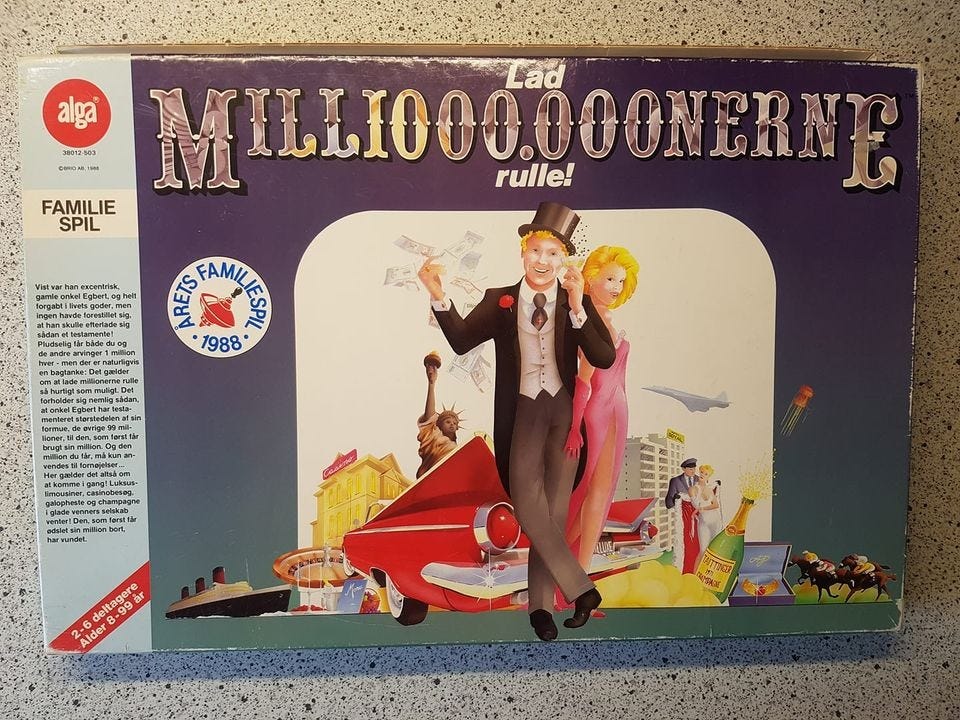 alga®
38012-503
©BRIO AB, 1988
FAMILIE
SPIL
Vist var han excentrisk,
gamle onkel Egbert, og helt
forgabt i livets goder, men
ingen havde forestillet sig,
at han skulle efterlade sig
sådan et testamente!
Pludselig får både du og
de andre arvinger 1 million
hver - men der er naturligvis
en bagtanke: Det gælder
om at lade millionerne rulle
så hurtigt som muligt. Det
forholder sig nemlig sådan,
at onkel Egbert har testa-
menteret størstedelen af sin
formue, de øvrige 99 mil-
lioner, til den, som først får
brugt sin million. Og den
million du får, må kun an-
vendes til fornøjelser...
Her gælder det altså om
at komme i gang! Luksus-
limousiner, casinobesøg,
galopheste og champagne
i glade venners selskab
venter! Den, som først får
ødslet sin million bort,
har vundet.
2-6 deltagere
Alder 8-99 år
Lad
MILLIOOO.OOONERNE
rulle!
ÅRETS FAMILIESPIL
· 1988 ·
Casino
ROYAL